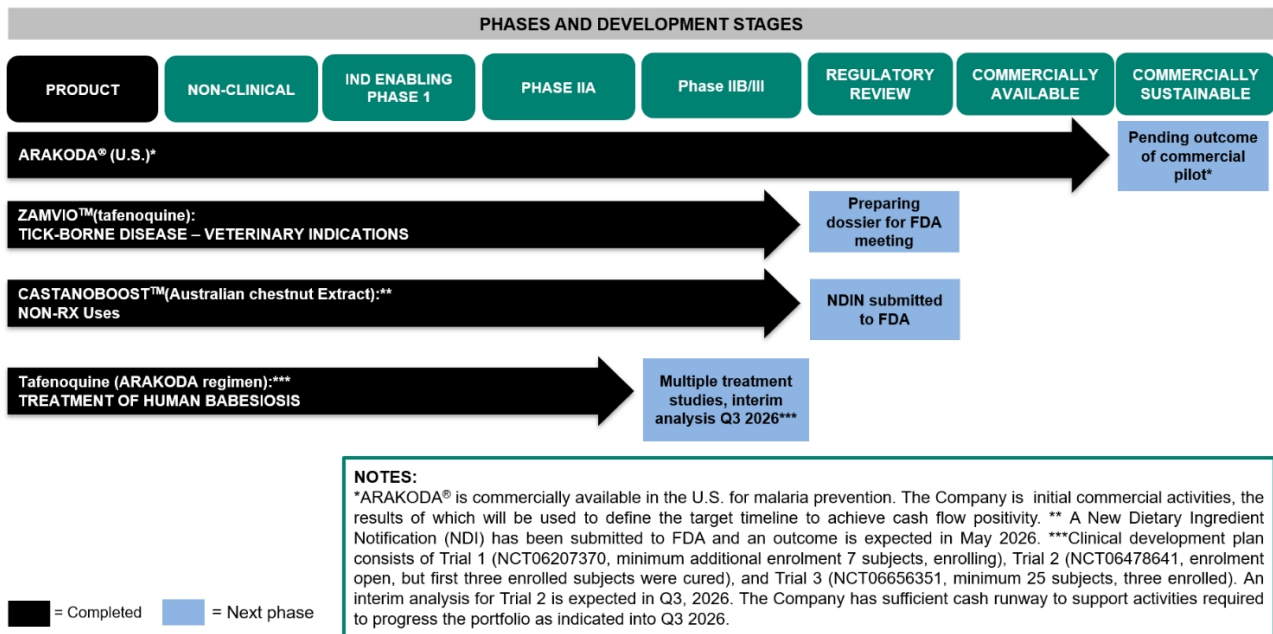 PHASES AND DEVELOPMENT STAGES
PRODUCT
NON-CLINICAL
IND ENABLING
PHASE 1
PHASE IIA
Phase IIB/III
REGULATORY
REVIEW
COMMERCIALLY
AVAILABLE
COMMERCIALLY
SUSTAINABLE
ARAKODA® (U.S.)*
Pending outcome
of commercial
pilot*
ZAMVIO™(tafenoquine):
TICK-BORNE DISEASE – VETERINARY INDICATIONS
Preparing
dossier for FDA
meeting
CASTANOBOOST™(Australian chestnut Extract):**
NON-RX Uses
NDIN submitted
to FDA
Tafenoquine (ARAKODA regimen):***
TREATMENT OF HUMAN BABESIOSIS
Multiple treatment
studies, interim
analysis Q3 2026***
NOTES:
*ARAKODA® is commercially available in the U.S. for malaria prevention. The Company is initial commercial activities, the
results of which will be used to define the target timeline to achieve cash flow positivity. ** A New Dietary Ingredient
Notification (NDI) has been submitted to FDA and an outcome is expected in May 2026. ***Clinical development plan
consists of Trial 1 (NCT06207370, minimum additional enrolment 7 subjects, enrolling), Trial 2 (NCT06478641, enrolment
open, but first three enrolled subjects were cured), and Trial 3 (NCT06656351, minimum 25 subjects, three enrolled). An
interim analysis for Trial 2 is expected in Q3, 2026. The Company has sufficient cash runway to support activities required
to progress the portfolio as indicated into Q3 2026.
= Completed
= Next phase